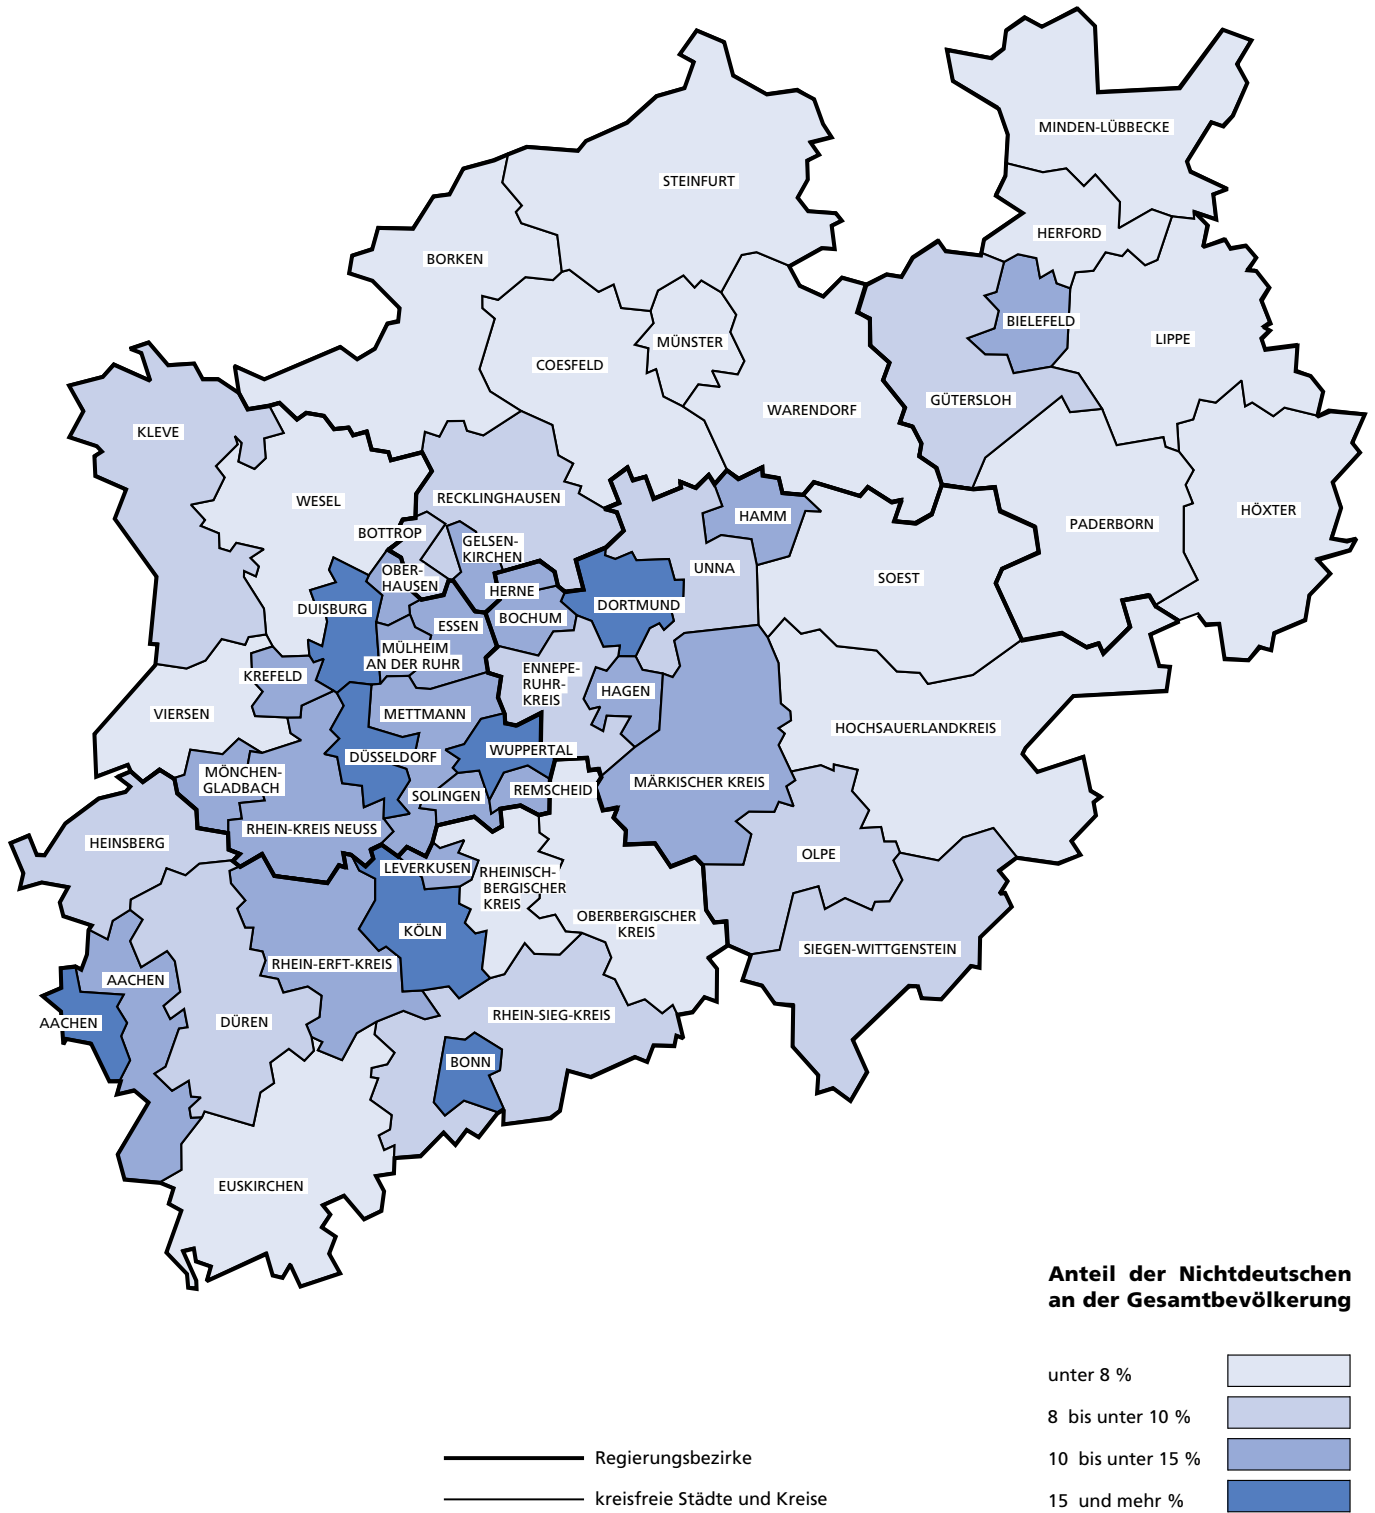 MINDEN-LÜBBECKE
STEINFURT
HERFORD
BORKEN
BIELEFELD
LIPPE
MÜNSTER
COESFELD
GÜTERSLOH
WARENDORF
KLEVE
RECKLINGHAUSEN
WESEL
HÖXTER
HAMM
PADERBORN
BOTTROP
GELSEN-
KIRCHEN
UNNA
SOEST
OBER-
HAUSEN
HERNE
DORTMUND
DUISBURG
BOCHUM
ESSEN
MÜLHEIM
AN DER RUHR
ENNEPE-
RUHR-
KREIS
HAGEN
KREFELD
VIERSEN
METTMANN
HOCHSAUERLANDKREIS
WUPPERTAL
DÜSSELDORF
MÖNCHEN-
GLADBACH
MÄRKISCHER KREIS
REMSCHEID
SOLINGEN
RHEIN-KREIS NEUSS
HEINSBERG
OLPE
LEVERKUSEN
RHEINISCH-
BERGISCHER
KREIS
OBERBERGISCHER
KREIS
KÖLN
SIEGEN-WITTGENSTEIN
RHEIN-ERFT-KREIS
AACHEN
RHEIN-SIEG-KREIS
AACHEN
DÜREN
BONN
EUSKIRCHEN
Anteil der Nichtdeutschen
an der Gesamtbevölkerung
unter 8 %
8 bis unter 10 %
10 bis unter 15 %
15 und mehr %
Regierungsbezirke
kreisfreie Städte und Kreise